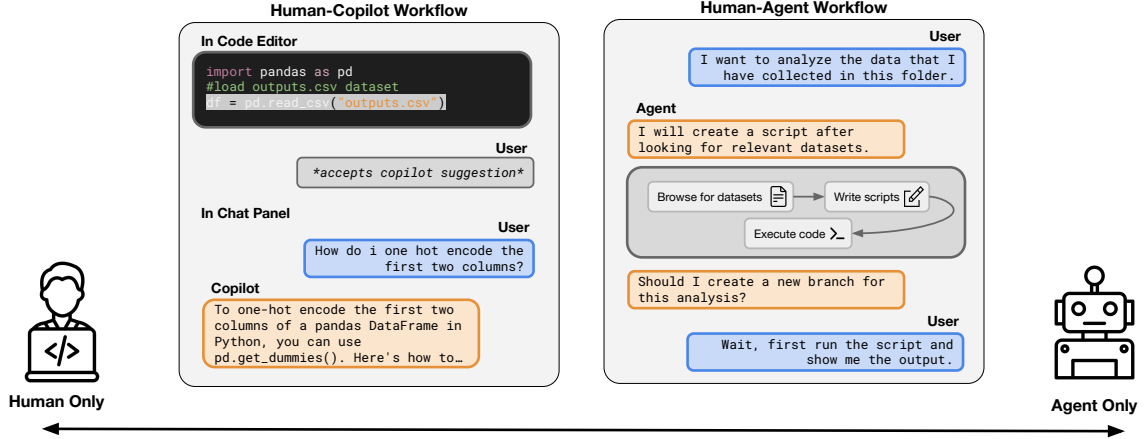 Human-Copilot Workflow
In Code Editor
import pandas as pd
#load outputs.csv dataset
df = pd.read_csv("outputs.csv")
User
*accepts copilot suggestion*
In Chat Panel
User
How do i one hot encode the
first two columns?
Copilot
To one-hot encode the first two
columns of a pandas DataFrame in
Python, you can use
pd.get_dummies(). Here's how to…
Human-Agent Workflow
User
I want to analyze the data that I
have collected in this folder.
Agent
I will create a script after
looking for relevant datasets.
Browse for datasets
Write scripts
Execute code
Should I create a new branch for
this analysis?
User
Wait, first run the script and
show me the output.
Human Only
Agent Only